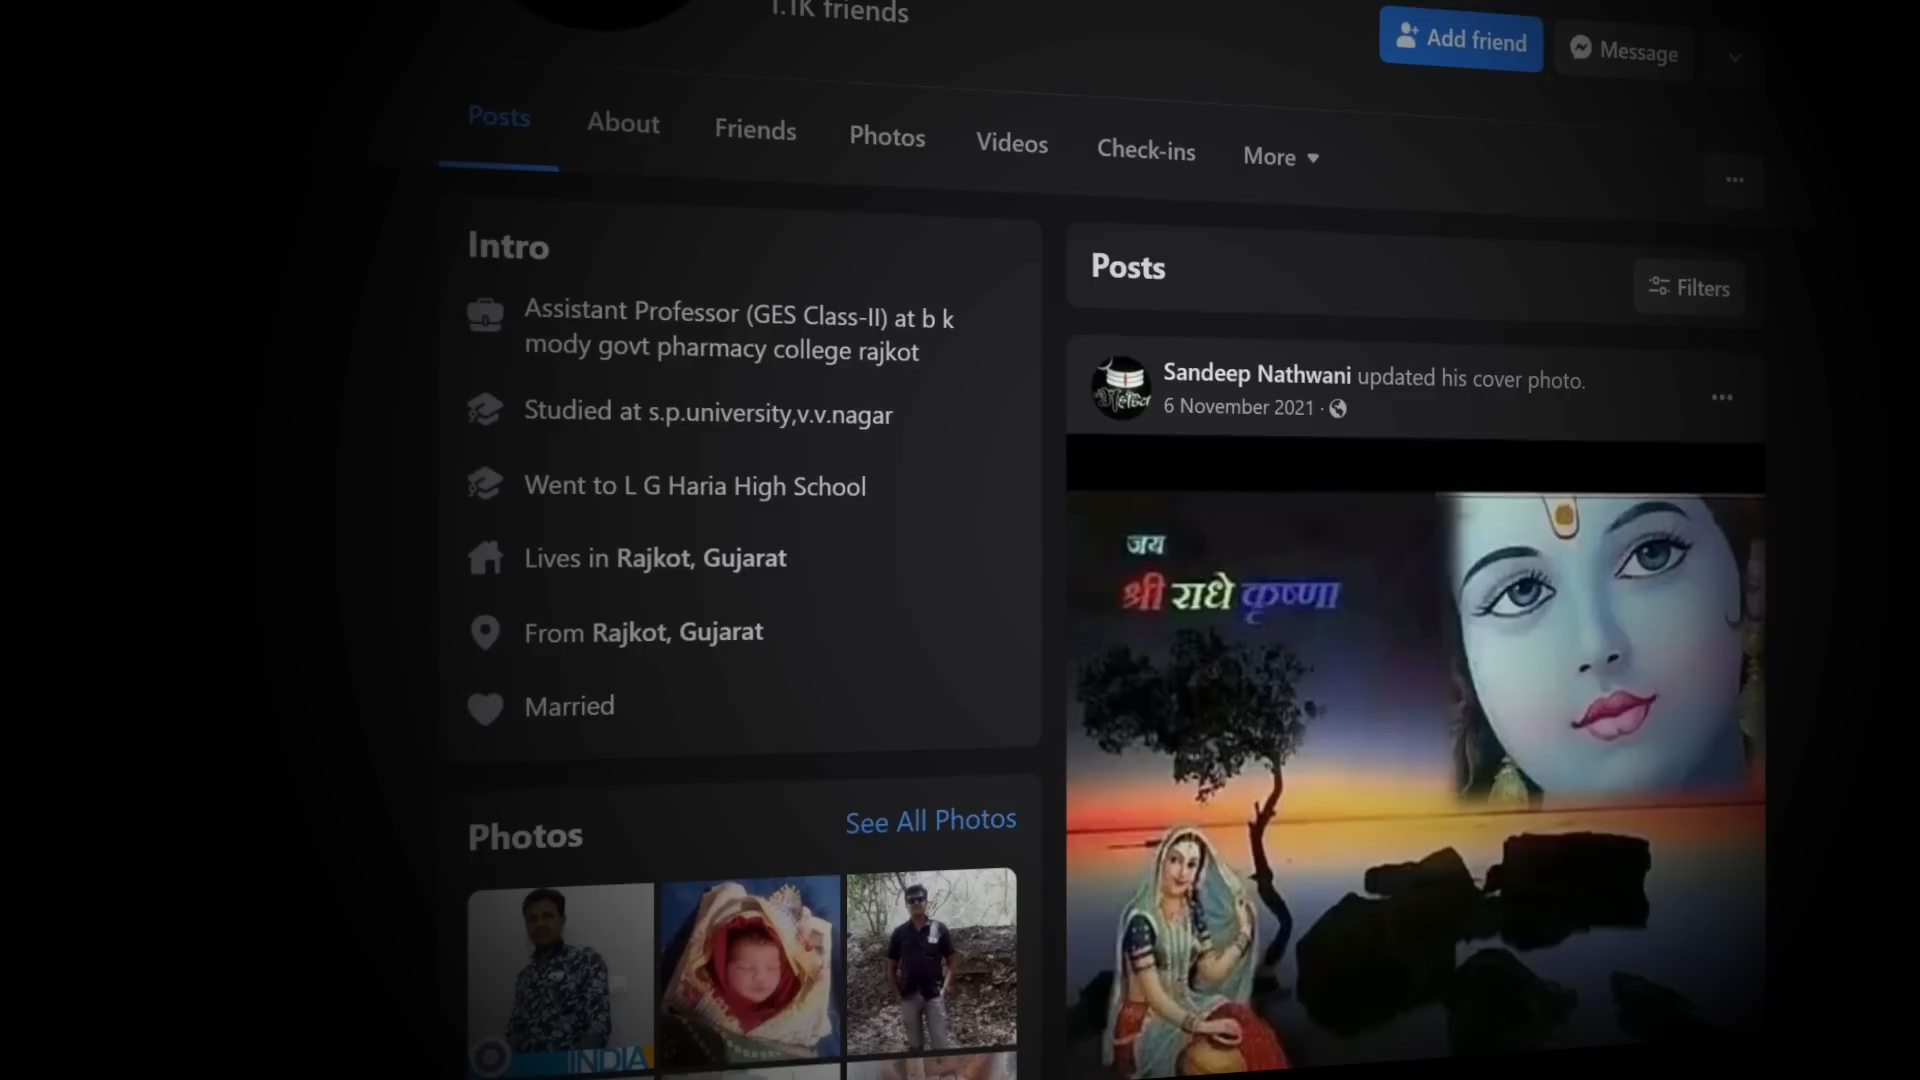 1.1K friends
Add friend
Message
Posts
About
Friends
Photos
Videos
Check-ins
More
Intro
Assistant Professor (GES Class-II) at b k
mody govt pharmacy college rajkot
Studied at s.p.university,v.v.nagar
Went to L G Haria High School
Lives in Rajkot, Gujarat
From Rajkot, Gujarat
Married
Photos
See All Photos
INDIA
Posts
Filters
Sandeep Nathwani updated his cover photo.
6 November 2021 ·
जय
श्री राधे कृष्णा